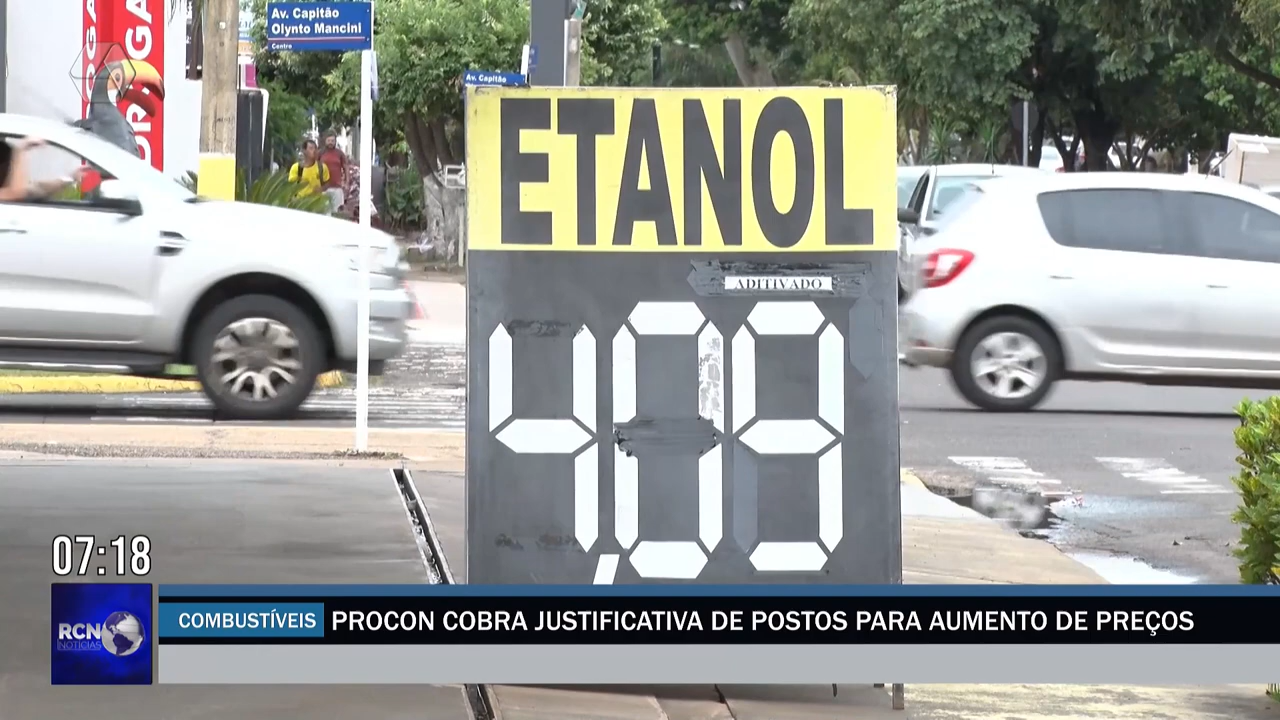 Av. Capitão
Olynto Mancini
Centro
Av. Capitão
ETANOL
ADITIVADO
4,09
07:18
RCN
NOTÍCIAS
COMBUSTÍVEIS
PROCON COBRA JUSTIFICATIVA DE POSTOS PARA AUMENTO DE PREÇOS